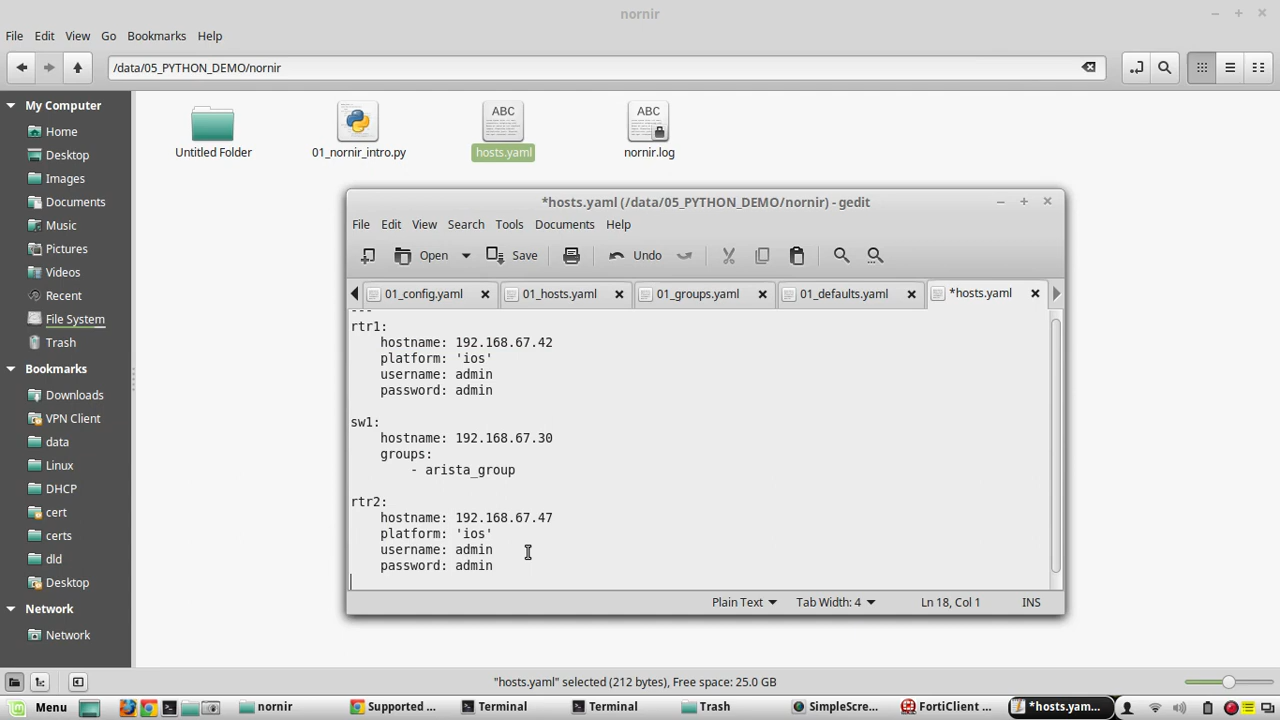 nornir
File Edit View Go Bookmarks Help
/data/05_PYTHON_DEMO/nornir
My Computer
Home
Desktop
Images
Documents
Music
Pictures
Videos
Recent
File System
Trash
Bookmarks
Downloads
VPN Client
data
Linux
DHCP
cert
certs
dld
Desktop
Network
Network
Untitled Folder
01_nornir_intro.py
ABC
hosts.yaml
ABC
nornir.log
*hosts.yaml (/data/05_PYTHON_DEMO/nornir) - gedit
File Edit View Search Tools Documents Help
Open Save Undo
01_config.yaml 01_hosts.yaml 01_groups.yaml 01_defaults.yaml *hosts.yaml
---
rtr1:
hostname: 192.168.67.42
platform: 'ios'
username: admin
password: admin
sw1:
hostname: 192.168.67.30
groups:
- arista_group
rtr2:
hostname: 192.168.67.47
platform: 'ios'
username: admin
password: admin
Plain Text Tab Width: 4 Ln 18, Col 1 INS
"hosts.yaml" selected (212 bytes), Free space: 25.0 GB
Menu nornir Supported ... Terminal Terminal Trash SimpleScre... FortiClient ... *hosts.yam...